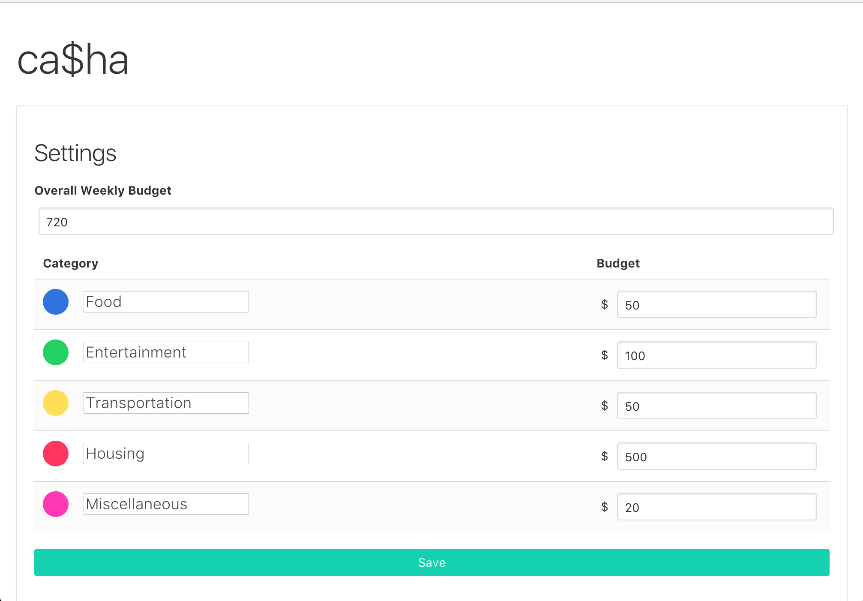 ca$ha
Settings
Overall Weekly Budget
720
Category Budget
Food $ 50
Entertainment $ 100
Transportation $ 50
Housing $ 500
Miscellaneous $ 20
Save